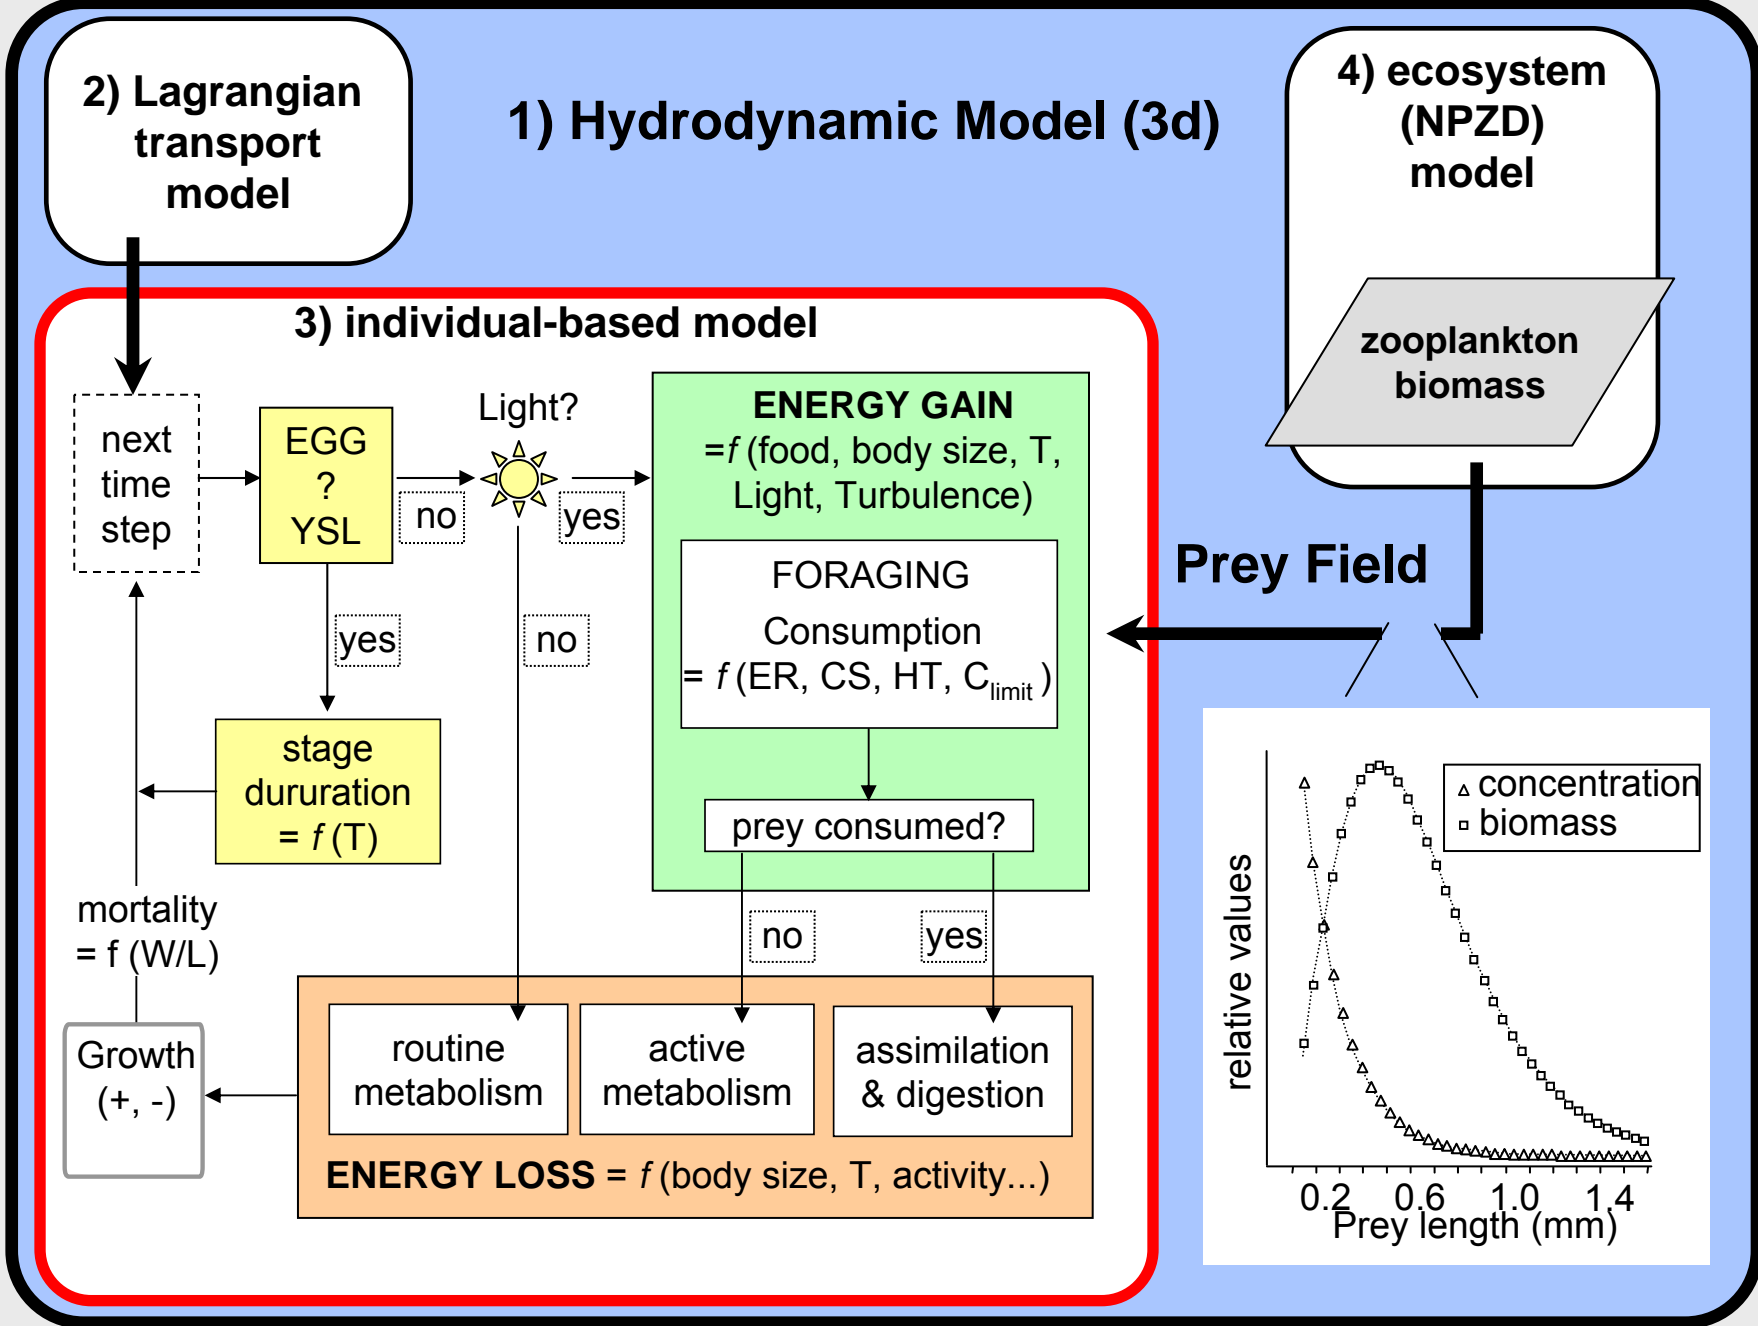 2) Lagrangian
transport
model
1) Hydrodynamic Model (3d)
4) ecosystem
(NPZD)
model
zooplankton
biomass
3) individual-based model
next
time
step
EGG
?
YSL
no
Light?
yes
ENERGY GAIN
=f (food, body size, T,
Light, Turbulence)
FORAGING
Consumption
= f (ER, CS, HT, Climit )
prey consumed?
Prey Field
yes
no
stage
dururation
= f (T)
mortality
= f (W/L)
no
yes
Growth
(+, -)
routine
metabolism
active
metabolism
assimilation
& digestion
ENERGY LOSS = f (body size, T, activity...)
concentration
biomass
relative values
0.2 0.6 1.0 1.4
Prey length (mm)